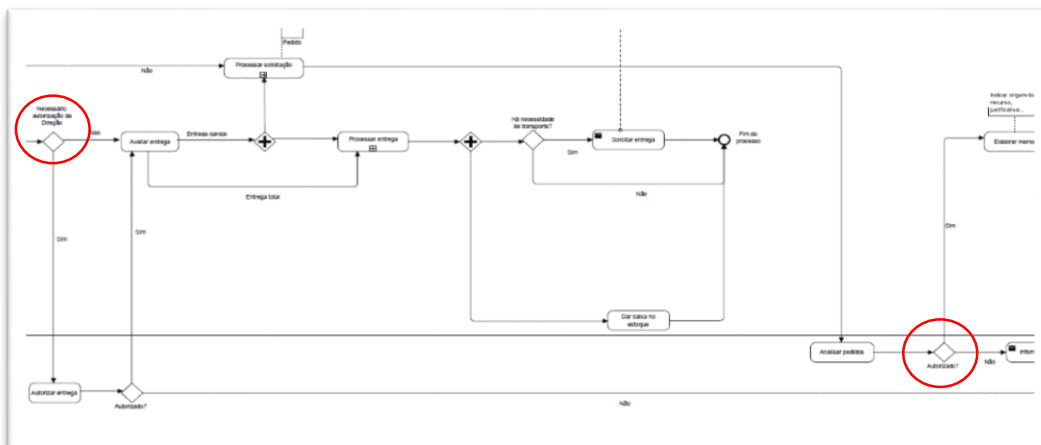 Pedido
Processar solicitação
Não
Necessário
autorização da
Direção
Não
Avaliar entrega
Entrega parcial
Processar entrega
Há necessidade
de transporte?
Sim
Solicitar entrega
Fim do
processo
Indicar origem do
recurso,
justificativa...
Elaborar memo
Entrega total
Não
Sim
Sim
Sim
Dar baixa no
estoque
Analisar pedidos
Autorizado?
Não
Inform
Autorizar entrega
Autorizado?
Não